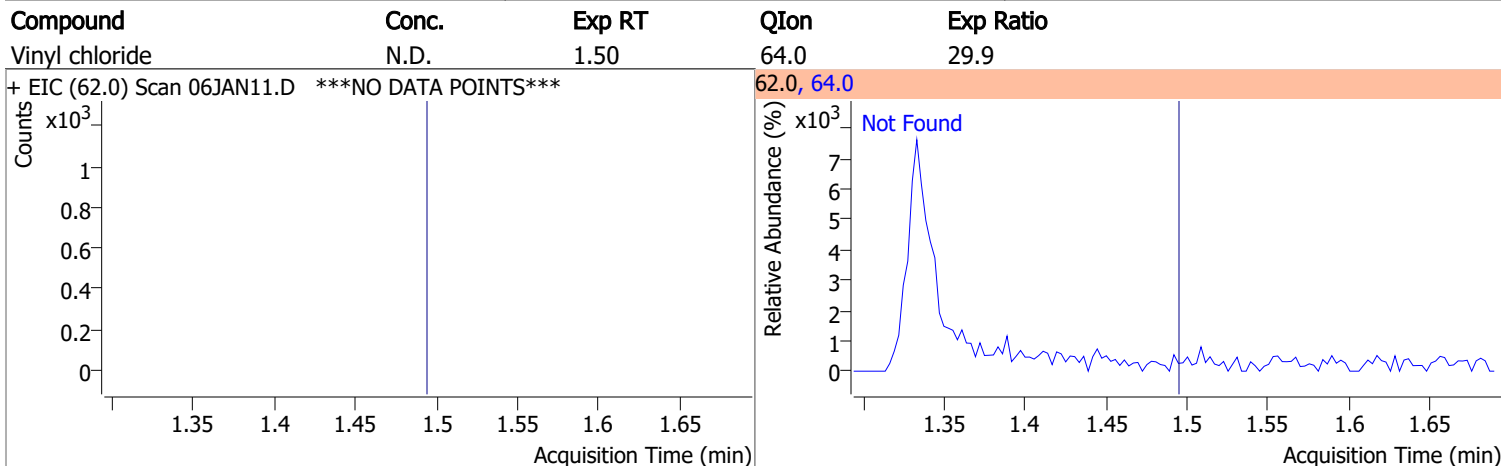 Compound Conc. Exp RT QIon Exp Ratio
Vinyl chloride N.D. 1.50 64.0 29.9
+ EIC (62.0) Scan 06JAN11.D ***NO DATA POINTS***
Counts
x10³
1
0.8
0.6
0.4
0.2
0
1.35 1.4 1.45 1.5 1.55 1.6 1.65
Acquisition Time (min)
62.0, 64.0
Relative Abundance (%)
x10³
Not Found
7
6
5
4
3
2
1
0
1.35 1.4 1.45 1.5 1.55 1.6 1.65
Acquisition Time (min)